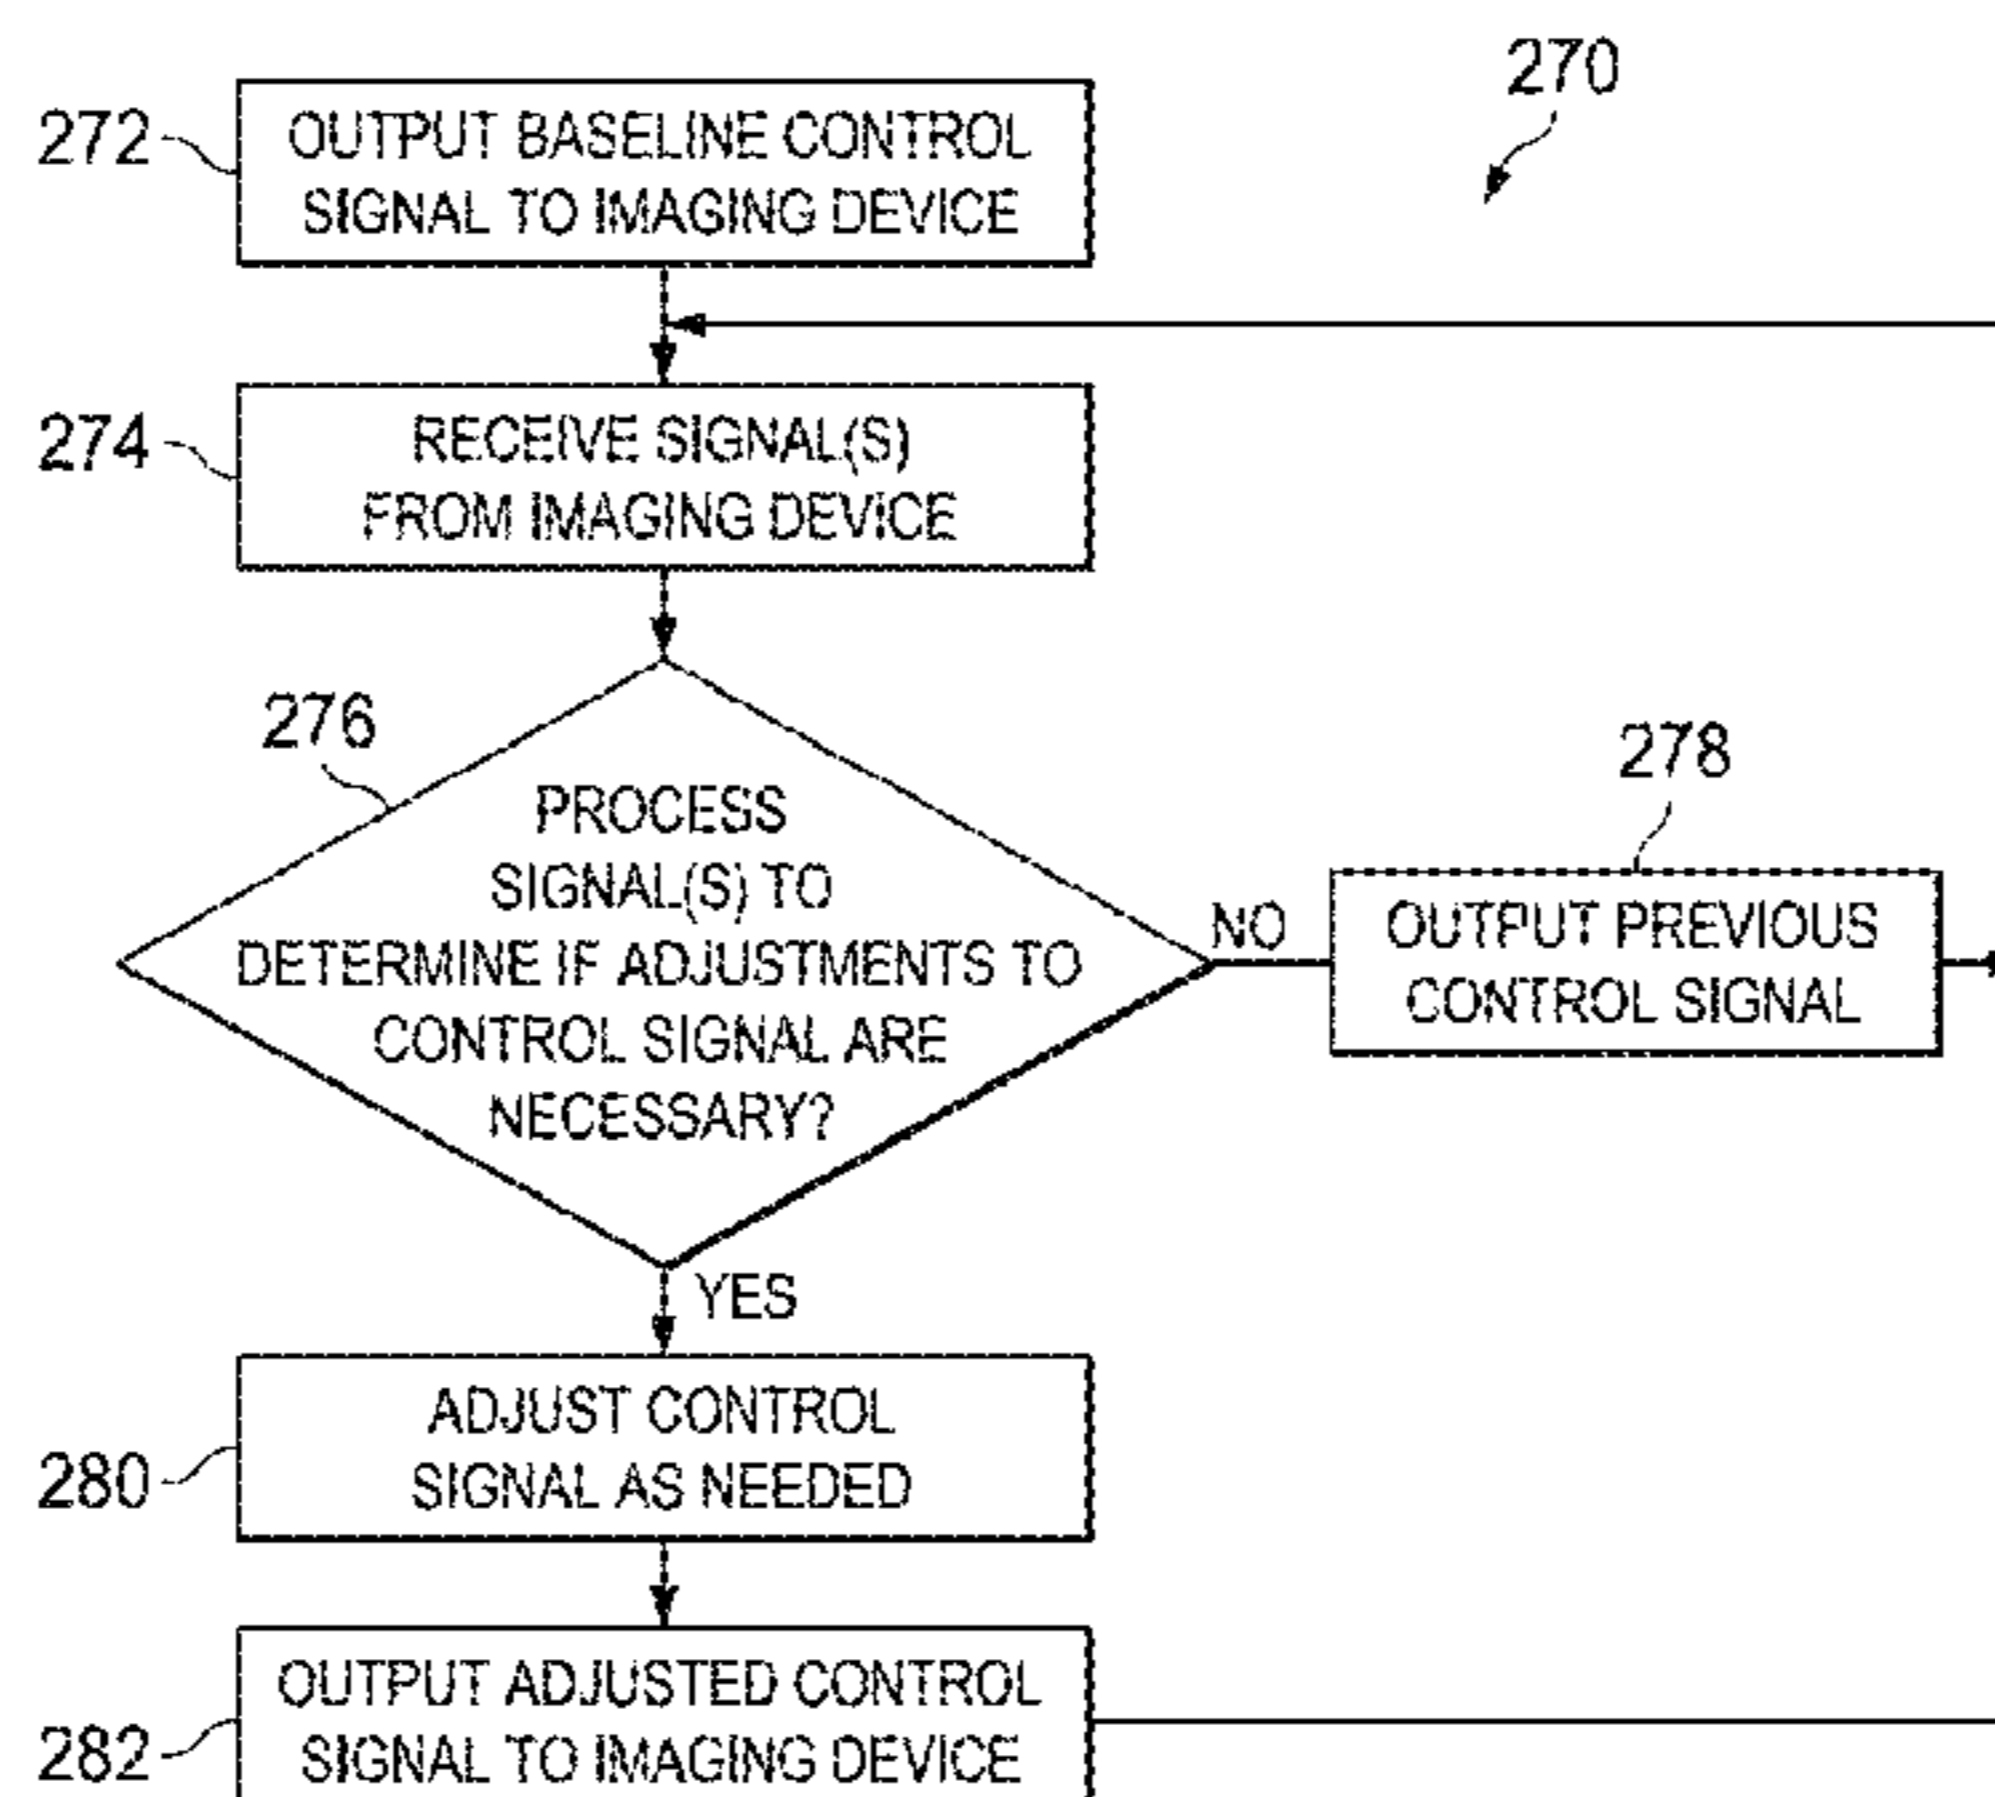 270
272
OUTPUT BASELINE CONTROL
SIGNAL TO IMAGING DEVICE
274
RECEIVE SIGNAL(S)
FROM IMAGING DEVICE
276
PROCESS
SIGNAL(S) TO
DETERMINE IF ADJUSTMENTS TO
CONTROL SIGNAL ARE
NECESSARY?
NO
278
OUTPUT PREVIOUS
CONTROL SIGNAL
YES
280
ADJUST CONTROL
SIGNAL AS NEEDED
282
OUTPUT ADJUSTED CONTROL
SIGNAL TO IMAGING DEVICE